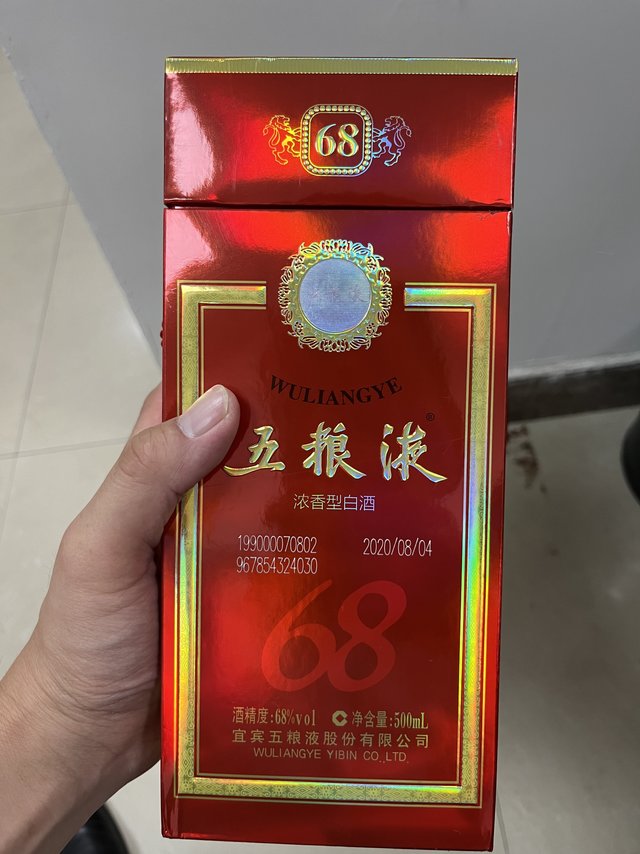 68
WULIANGYE
五粮液®
浓香型白酒
199000070802 2020/08/04
967854324030
68
酒精度:68%vol C 净含量:500mL
宜宾五粮液股份有限公司
WULIANGYE YIBIN CO.,LTD.